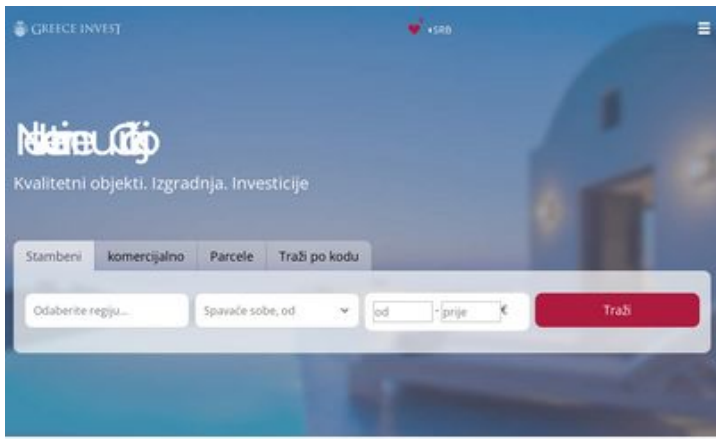 GREECE INVEST
SRB
Kvalitetni objekti. Izgradnja. Investicije
Stambeni komercijalno Parcele Traži po kodu
Odaberite regiju... Spavaće sobe, od od - prije € Traži